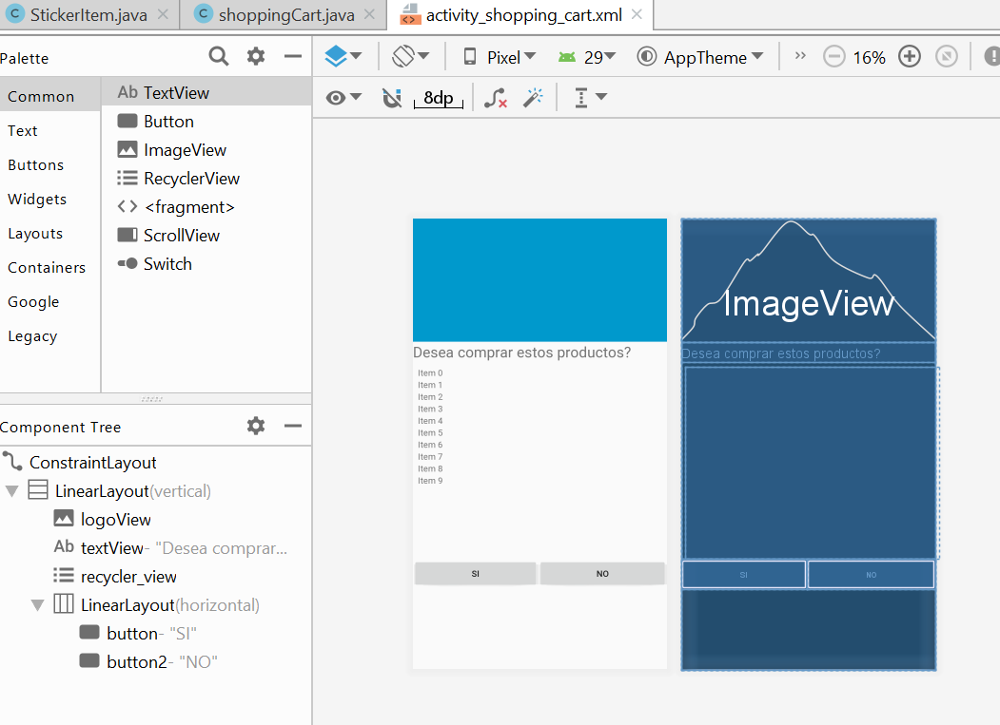 StickerItem.java
shoppingCart.java
activity_shopping_cart.xml
Palette
Pixel
29
AppTheme
16%
8dp
Common
Text
Buttons
Widgets
Layouts
Containers
Google
Legacy
Ab TextView
Button
ImageView
RecyclerView
<fragment>
ScrollView
Switch
Component Tree
ConstraintLayout
LinearLayout(vertical)
logoView
Ab textView- "Desea comprar...
recycler_view
LinearLayout(horizontal)
button- "SI"
button2- "NO"
Desea comprar estos productos?
Item 0
Item 1
Item 2
Item 3
Item 4
Item 5
Item 6
Item 7
Item 8
Item 9
SI
NO
ImageView
Desea comprar estos productos?
SI
NO